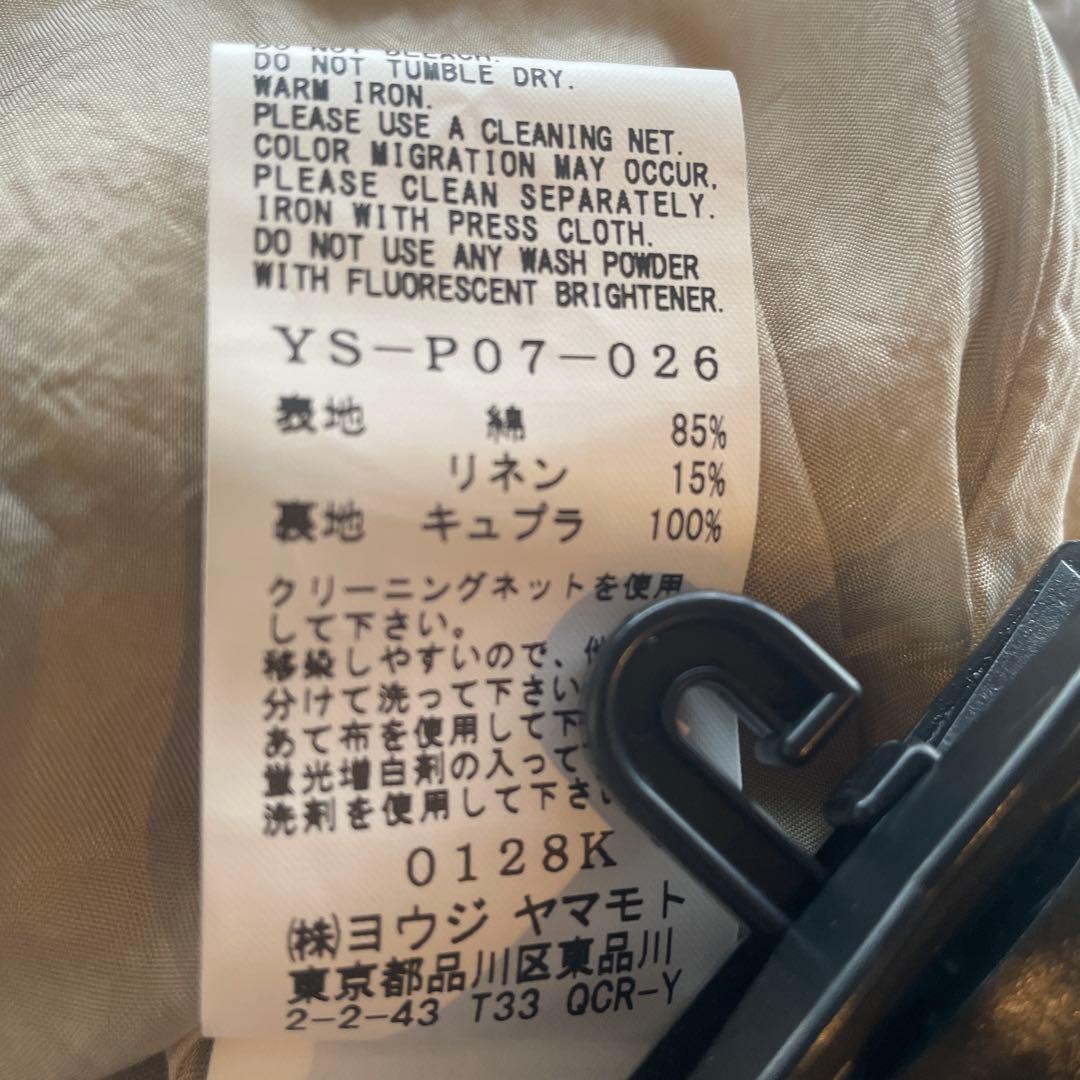 DO NOT BLEACH.
DO NOT TUMBLE DRY.
WARM IRON.
PLEASE USE A CLEANING NET.
COLOR MIGRATION MAY OCCUR,
PLEASE CLEAN SEPARATELY.
IRON WITH PRESS CLOTH.
DO NOT USE ANY WASH POWDER
WITH FLUORESCENT BRIGHTENER.
YS-P07-026
表地 綿 85%
リネン 15%
裏地 キュプラ 100%
クリーニングネットを使用
して下さい。
移染しやすいので、他
分けて洗って下さい
あて布を使用して下
蛍光増白剤の入って
洗剤を使用して下さ
0128K
㈱ヨウジ ヤマモト
東京都品川区東品川
2-2-43 T33 QCR-Y